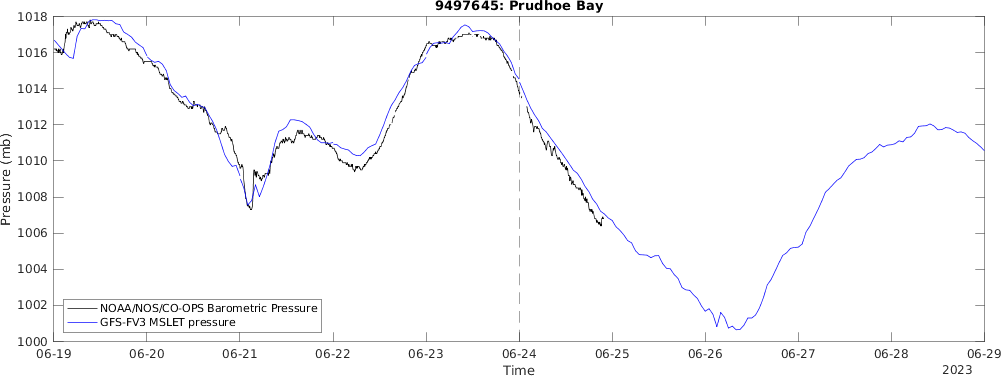 9497645: Prudhoe Bay
1018
1016
1014
1012
1010
1008
1006
1004
1002
1000
Pressure (mb)
NOAA/NOS/CO-OPS Barometric Pressure
GFS-FV3 MSLET pressure
06-19 06-20 06-21 06-22 06-23 06-24 06-25 06-26 06-27 06-28 06-29
Time
2023